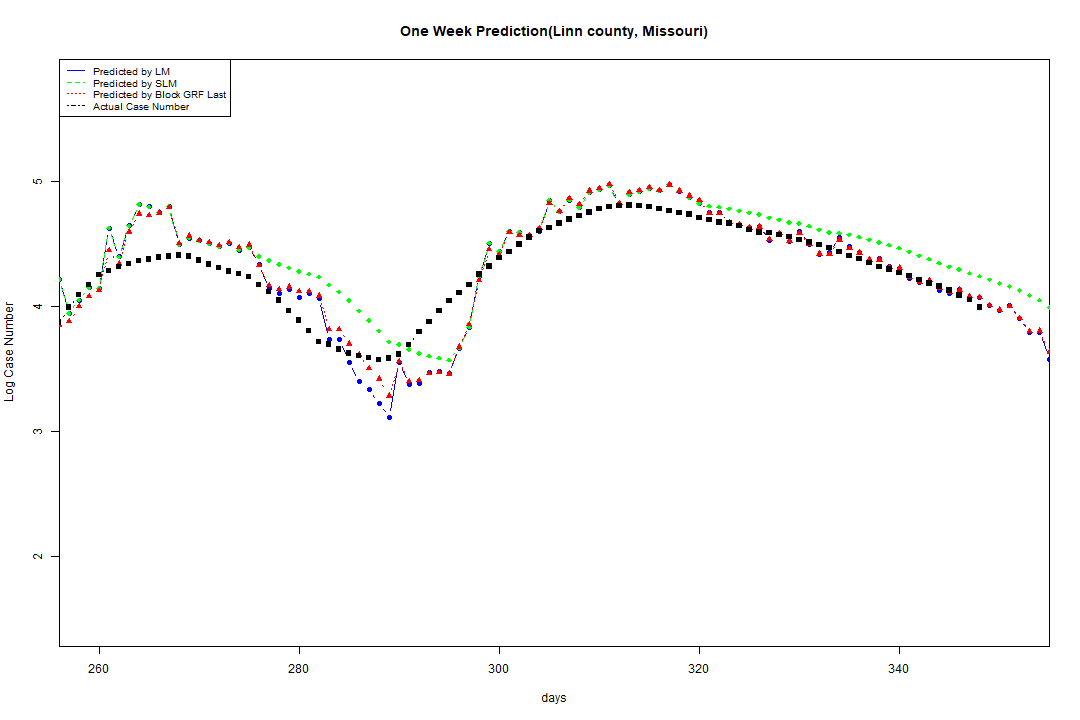 One Week Prediction(Linn county, Missouri)
Predicted by LM
Predicted by SLM
Predicted by Block GRF Last
Actual Case Number
5
4
3
2
Log Case Number
260 280 300 320 340
days